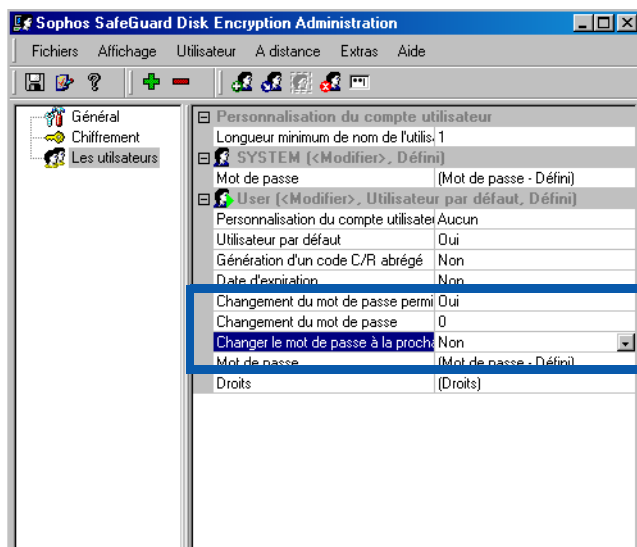 Sophos SafeGuard Disk Encryption Administration
Fichiers Affichage Utilisateur A distance Extras Aide
Général
Chiffrement
Les utilsateurs
Personnalisation du compte utilisateur
Longueur minimum de nom de l'utilis 1
SYSTEM (<Modifier>, Défini)
Mot de passe (Mot de passe - Défini)
User (<Modifier>, Utilisateur par défaut, Défini)
Personnalisation du compte utilisate Aucun
Utilisateur par défaut Oui
Génération d'un code C/R abrégé Non
Date d'expiration Non
Changement du mot de passe permi Oui
Changement du mot de passe 0
Changer le mot de passe à la proch Non
Mot de passe (Mot de passe - Défini)
Droits (Droits)